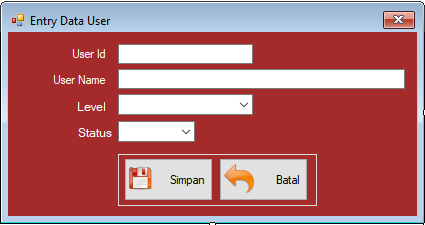 Entry Data User
User Id
User Name
Level
Status
Simpan Batal